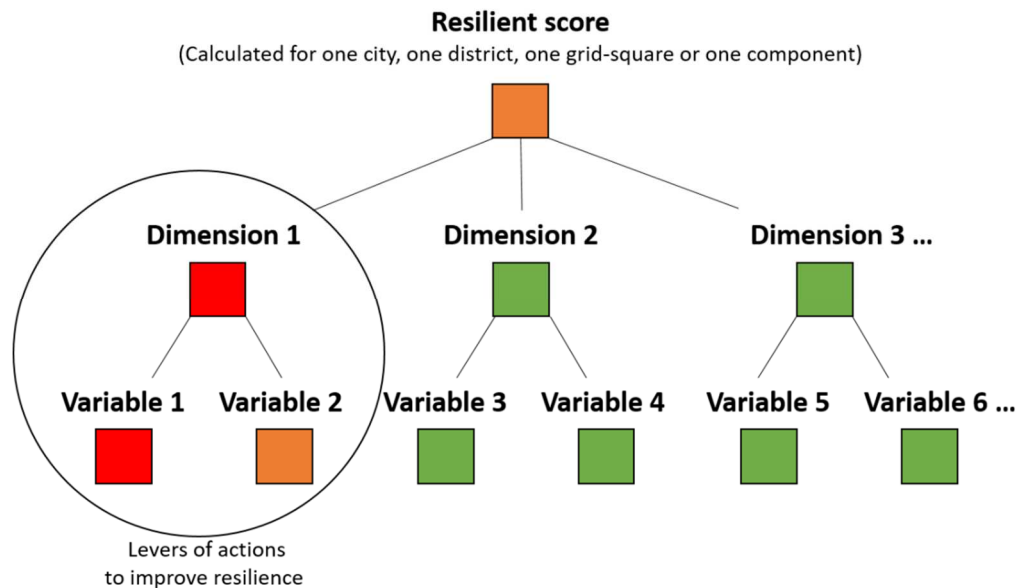 Resilient score
(Calculated for one city, one district, one grid-square or one component)
Dimension 1
Dimension 2
Dimension 3 ...
Variable 1
Variable 2
Variable 3
Variable 4
Variable 5
Variable 6 ...
Levers of actions
to improve resilience